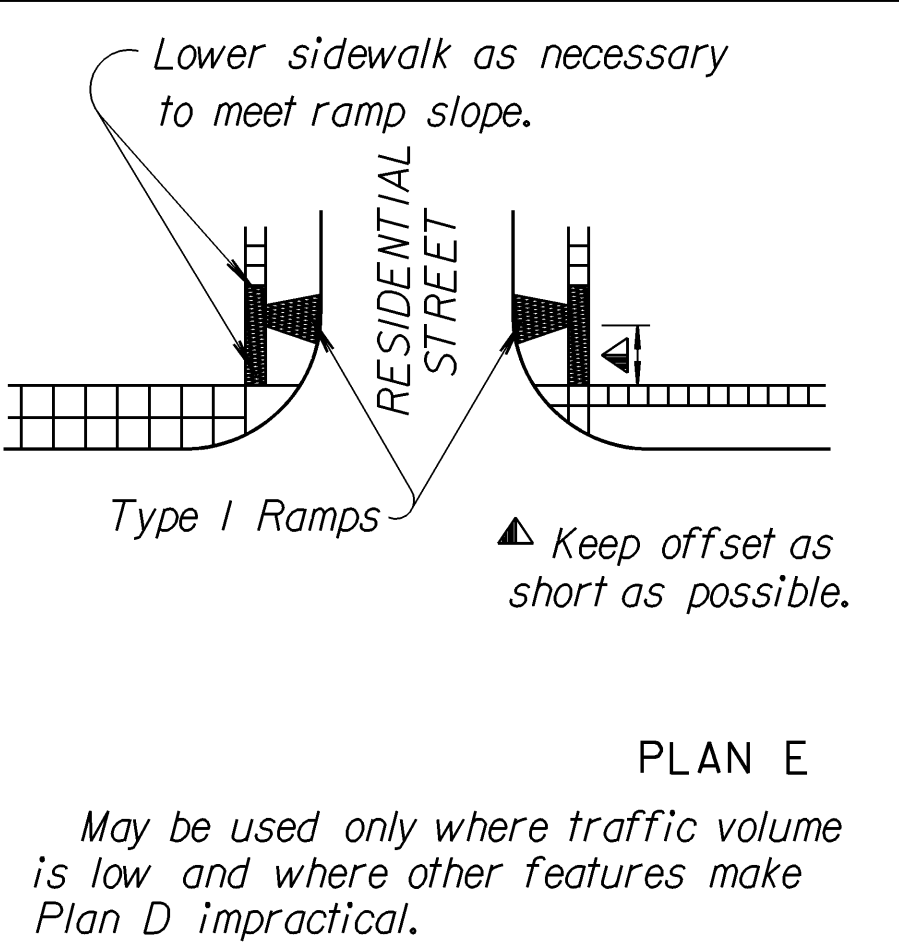 Lower sidewalk as necessary
to meet ramp slope.
RESIDENTIAL
STREET
Type I Ramps
Keep offset as
short as possible.
PLAN E
May be used only where traffic volume
is low and where other features make
Plan D impractical.